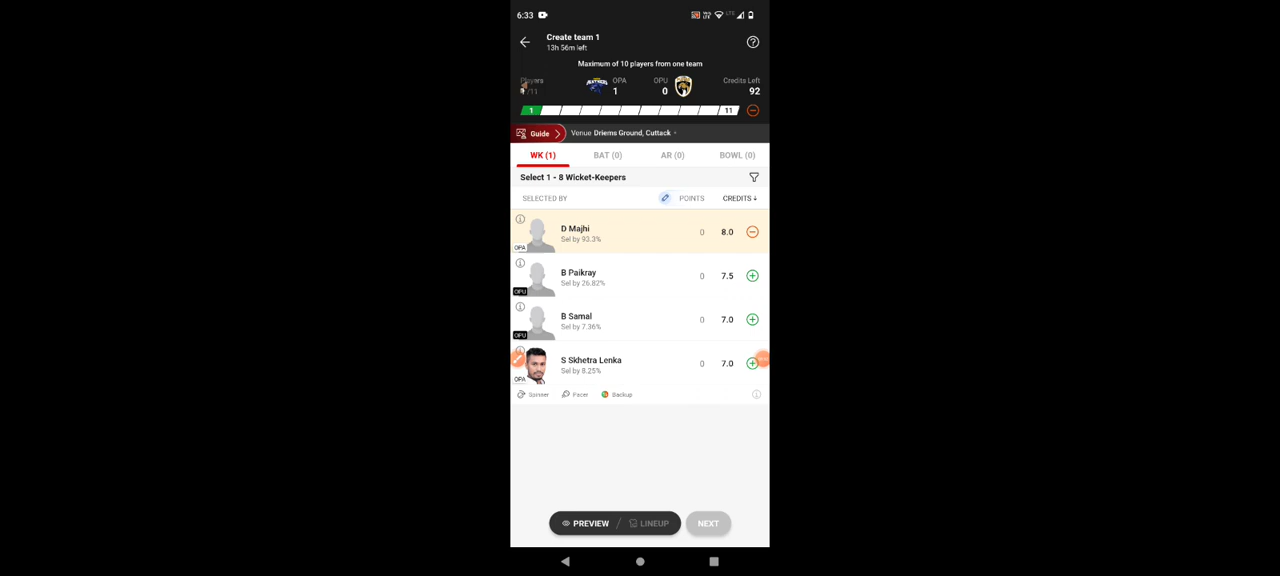 6:33
Create team 1
13h 56m left
Maximum of 10 players from one team
Players OPA OPU Credits Left
/11 1 0 92
1 11
Guide Venue Driems Ground, Cuttack
WK (1) BAT (0) AR (0) BOWL (0)
Select 1 - 8 Wicket-Keepers
SELECTED BY POINTS CREDITS
D Majhi
Sel by 93.3%
0 8.0
OPA
B Paikray
Sel by 26.82%
0 7.5
OPU
B Samal
Sel by 7.36%
0 7.0
OPU
S Skhetra Lenka
Sel by 8.25%
0 7.0
OPA
Spinner Pacer Backup
PREVIEW / LINEUP NEXT